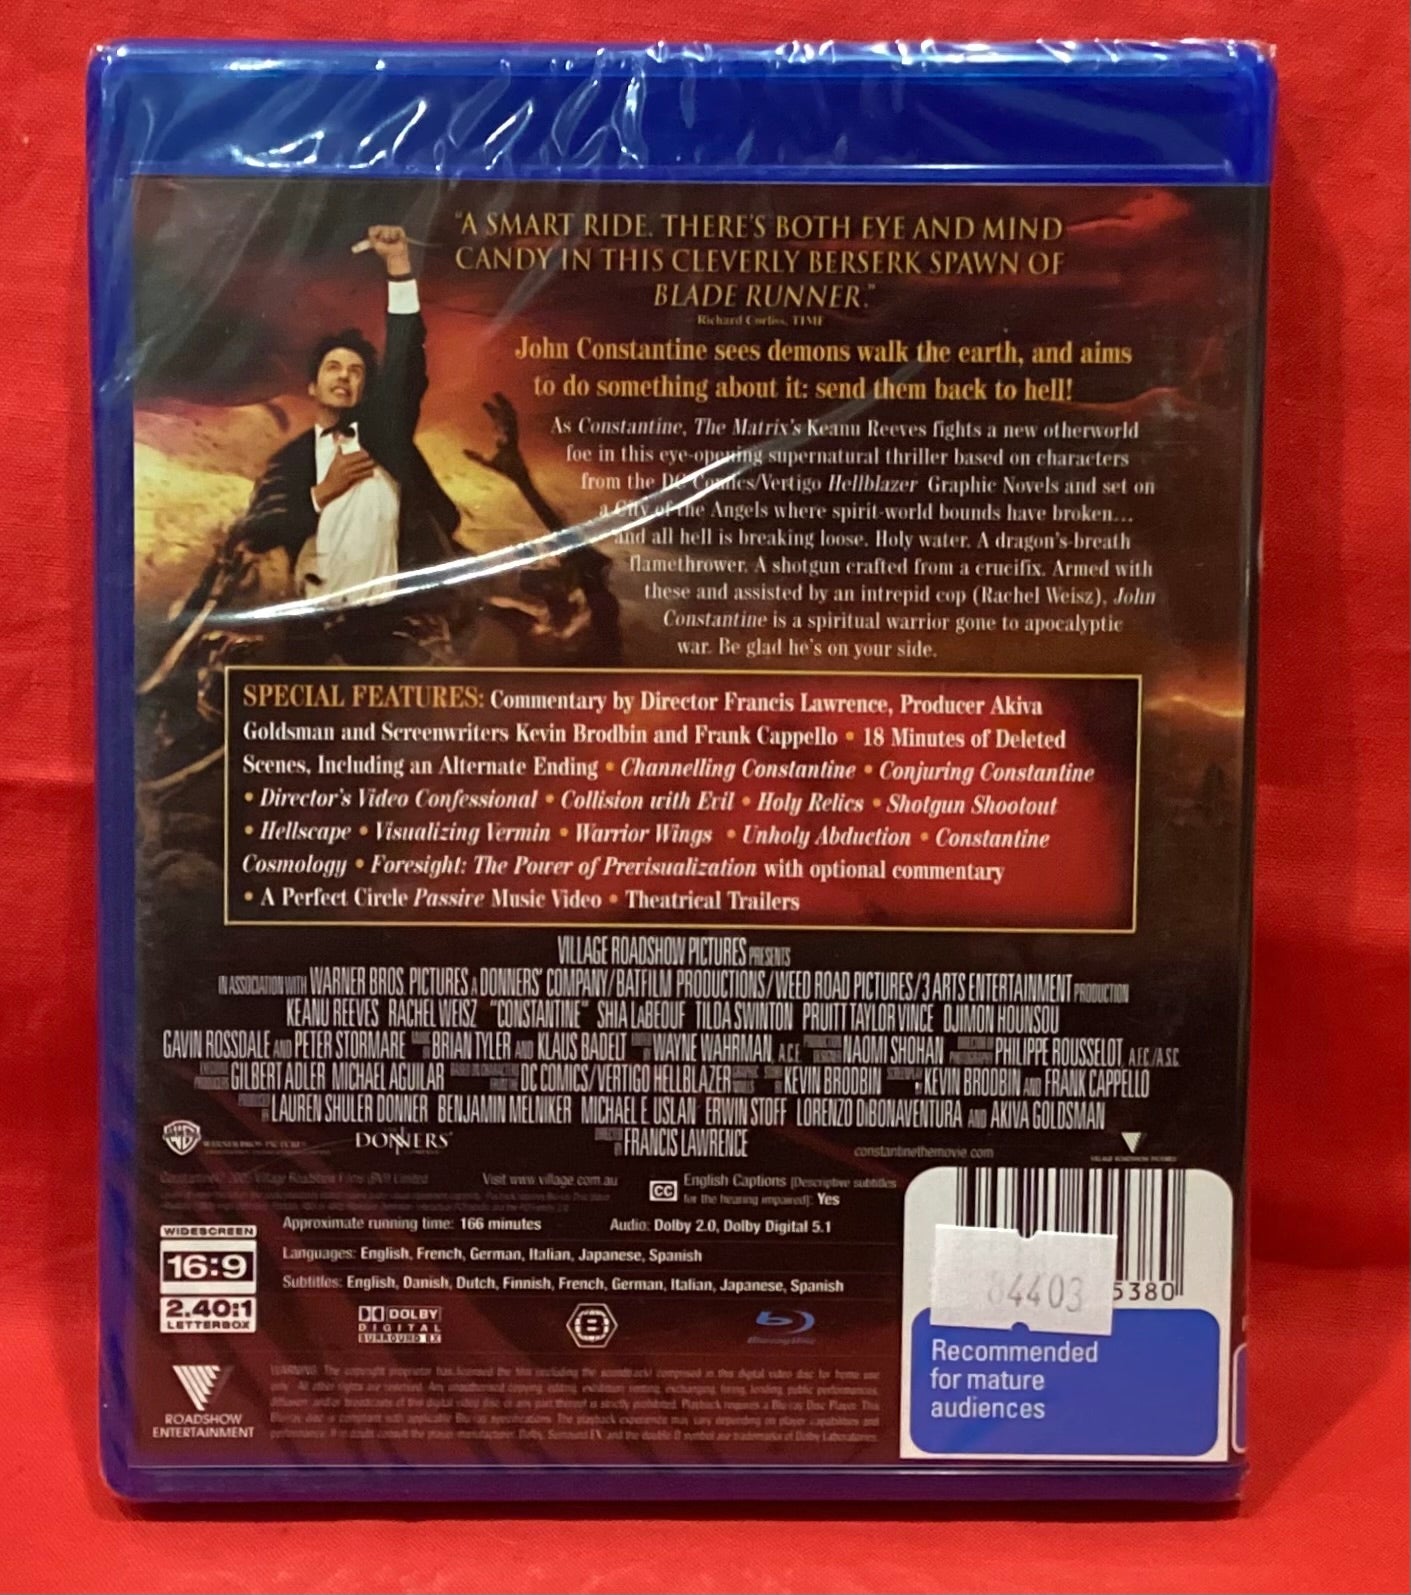 "A SMART RIDE. THERE'S BOTH EYE AND MIND
CANDY IN THIS CLEVERLY BERSERK SPAWN OF
BLADE RUNNER."
Richard Corliss, TIME
John Constantine sees demons walk the earth, and aims
to do something about it: send them back to hell!
As Constantine, The Matrix's Keanu Reeves fights a new otherworld
foe in this eye-opening supernatural thriller based on characters
from the DC Comics/Vertigo Hellblazer Graphic Novels and set on
a City of the Angels where spirit-world bounds have broken...
and all hell is breaking loose. Holy water. A dragon's-breath
flamethrower. A shotgun crafted from a crucifix. Armed with
these and assisted by an intrepid cop (Rachel Weisz), John
Constantine is a spiritual warrior gone to apocalyptic
war. Be glad he's on your side.
SPECIAL FEATURES: Commentary by Director Francis Lawrence, Producer Akiva
Goldsman and Screenwriters Kevin Brodbin and Frank Cappello • 18 Minutes of Deleted
Scenes, Including an Alternate Ending • Channelling Constantine • Conjuring Constantine
• Director's Video Confessional • Collision with Evil • Holy Relics • Shotgun Shootout
• Hellscape • Visualizing Vermin • Warrior Wings • Unholy Abduction • Constantine
Cosmology • Foresight: The Power of Previsualization with optional commentary
• A Perfect Circle Passive Music Video • Theatrical Trailers
VILLAGE ROADSHOW PICTURES PRESENTS
IN ASSOCIATION WITH WARNER BROS. PICTURES A DONNERS' COMPANY/BATFILM PRODUCTIONS/WEED ROAD PICTURES/3 ARTS ENTERTAINMENT PRODUCTION
KEANU REEVES RACHEL WEISZ "CONSTANTINE" SHIA LaBEOUF TILDA SWINTON PRUITT TAYLOR VINCE DJIMON HOUNSOU
GAVIN ROSSDALE AND PETER STORMARE BRIAN TYLER AND KLAUS BADELT WAYNE WAHRMAN, A.C.E. NAOMI SHOHAN PHILIPPE ROUSSELOT, A.F.C./A.S.C.
GILBERT ADLER MICHAEL AGUILAR DC COMICS/VERTIGO HELLBLAZER KEVIN BRODBIN KEVIN BRODBIN AND FRANK CAPPELLO
LAUREN SHULER DONNER BENJAMIN MELNIKER MICHAEL E. USLAN ERWIN STOFF LORENZO DiBONAVENTURA AND AKIVA GOLDSMAN
DONNERS' FRANCIS LAWRENCE constantinethemovie.com
Visit www.village.com.au
CC English Captions (Descriptive subtitles
for the hearing impaired): Yes
Approximate running time: 166 minutes Audio: Dolby 2.0, Dolby Digital 5.1
Languages: English, French, German, Italian, Japanese, Spanish
Subtitles: English, Danish, Dutch, Finnish, French, German, Italian, Japanese, Spanish
WIDESCREEN
16:9
2.40:1
LETTERBOX
DOLBY
DIGITAL
SURROUND EX
B
Blu-ray Disc
ROADSHOW
ENTERTAINMENT
4403
5380
Recommended
for mature
audiences